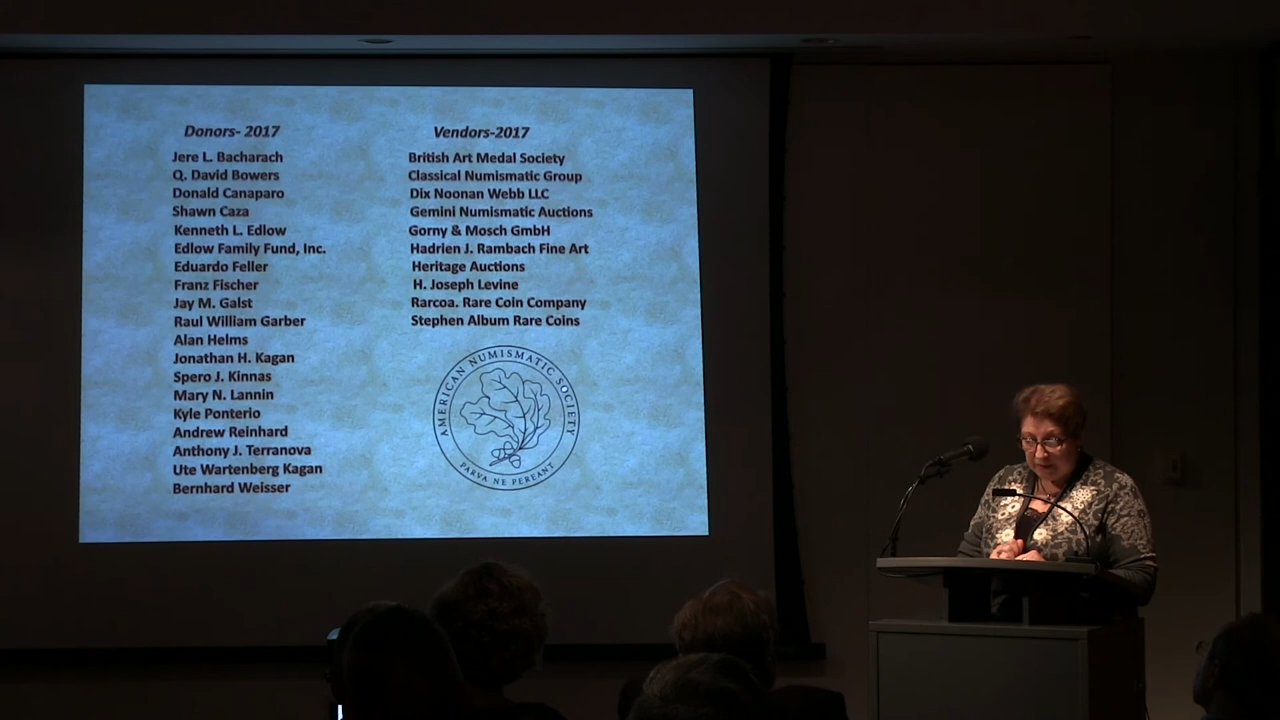 Donors- 2017
Jere L. Bacharach
Q. David Bowers
Donald Canaparo
Shawn Caza
Kenneth L. Edlow
Edlow Family Fund, Inc.
Eduardo Feller
Franz Fischer
Jay M. Galst
Raul William Garber
Alan Helms
Jonathan H. Kagan
Spero J. Kinnas
Mary N. Lannin
Kyle Ponterio
Andrew Reinhard
Anthony J. Terranova
Ute Wartenberg Kagan
Bernhard Weisser
Vendors-2017
British Art Medal Society
Classical Numismatic Group
Dix Noonan Webb LLC
Gemini Numismatic Auctions
Gorny & Mosch GmbH
Hadrien J. Rambach Fine Art
Heritage Auctions
H. Joseph Levine
Rarcoa. Rare Coin Company
Stephen Album Rare Coins
AMERICAN NUMISMATIC SOCIETY
PARVA NE PEREANT